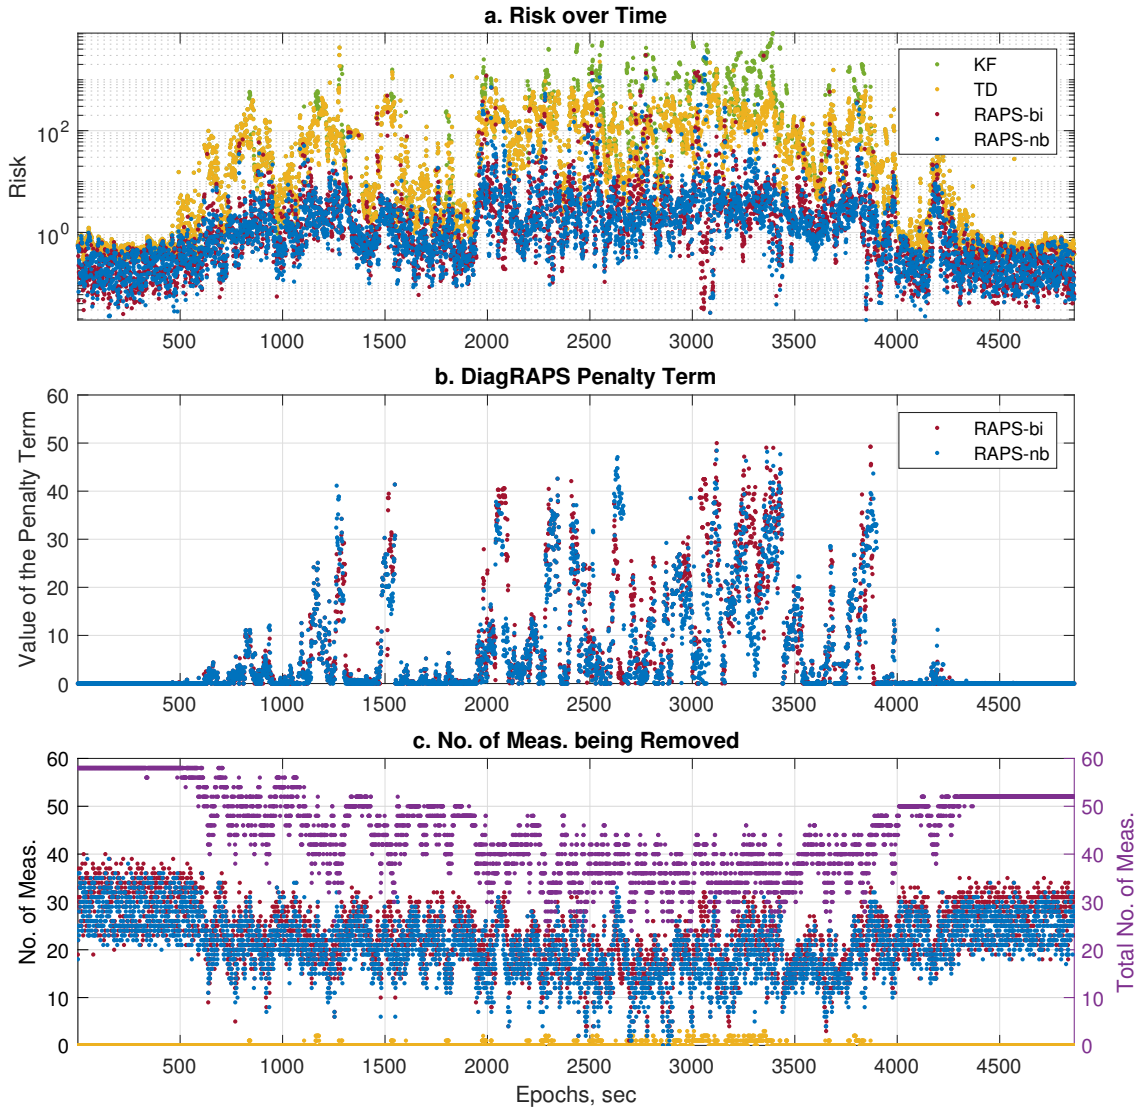 a. Risk over Time
Risk
10^2
10^0
KF
TD
RAPS-bi
RAPS-nb
500 1000 1500 2000 2500 3000 3500 4000 4500
b. DiagRAPS Penalty Term
Value of the Penalty Term
60
50
40
30
20
10
0
RAPS-bi
RAPS-nb
500 1000 1500 2000 2500 3000 3500 4000 4500
c. No. of Meas. being Removed
No. of Meas.
60
50
40
30
20
10
0
60
50
40
30
20
10
0
Total No. of Meas.
500 1000 1500 2000 2500 3000 3500 4000 4500
Epochs, sec